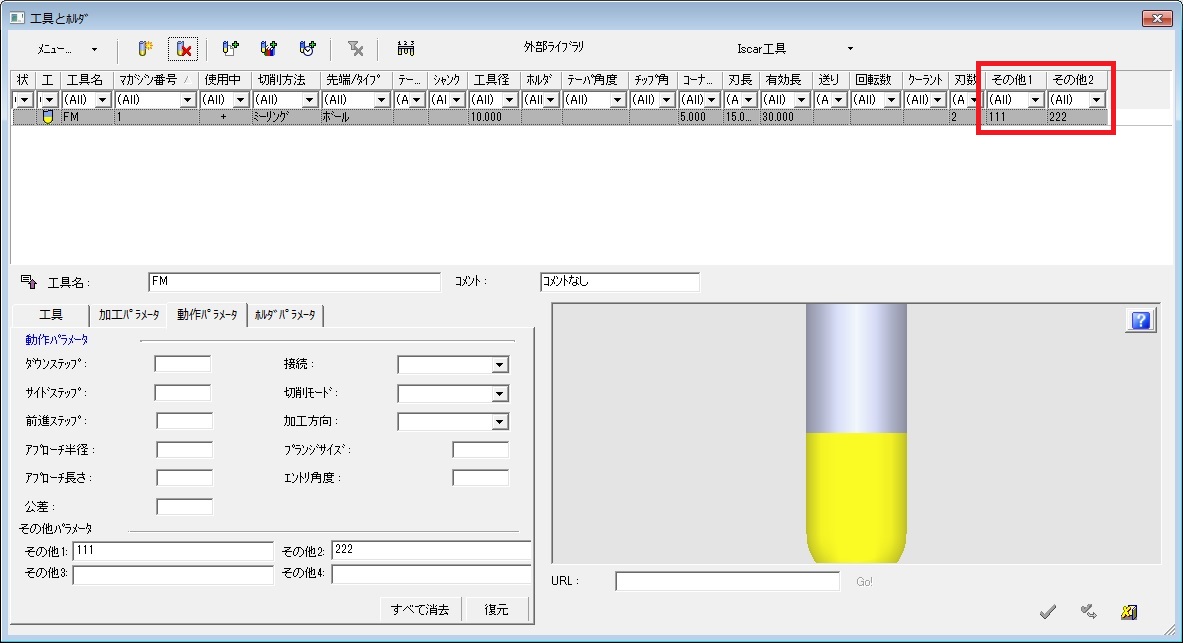 工具とﾎﾙﾀﾞ
ﾒﾆｭｰ... 外部ﾗｲﾌﾞﾗﾘ Iscar工具
状 工 工具名 ﾏｶﾞｼﾞﾝ番号 使用中 切削方法 先端/ﾀｲﾌﾟ テー... ｼｬﾝｸ 工具径 ﾎﾙﾀﾞ ﾃｰﾊﾟ角度 ﾁｯﾌﾟ角 ｺｰﾅ... 刃長 有効長 送り 回転数 ｸｰﾗﾝﾄ 刃数 その他1 その他2
(All) (All) (All) (All) (All) (A (Al (All) (All (All) (All) (All) (A (All) (A (All) (All) (A (All) (All)
FM 1 + ﾐｰﾘﾝｸﾞ ﾎﾞｰﾙ 10.000 5.000 15.0... 30.000 2 111 222
工具名: FM ｺﾒﾝﾄ: ｺﾒﾝﾄなし
工具 加工ﾊﾟﾗﾒｰﾀ 動作ﾊﾟﾗﾒｰﾀ ﾎﾙﾀﾞﾊﾟﾗﾒｰﾀ
動作ﾊﾟﾗﾒｰﾀ
ﾀﾞｳﾝｽﾃｯﾌﾟ: 接続:
ｻｲﾄﾞｽﾃｯﾌﾟ: 切削ﾓｰﾄﾞ:
前進ｽﾃｯﾌﾟ: 加工方向:
ｱﾌﾟﾛｰﾁ半径: ﾌﾟﾗﾝｼﾞｻｲｽﾞ:
ｱﾌﾟﾛｰﾁ長さ: ｴﾝﾄﾘ角度:
公差:
その他ﾊﾟﾗﾒｰﾀ
その他1: 111 その他2: 222
その他3: その他4:
すべて消去 復元
URL: Go!